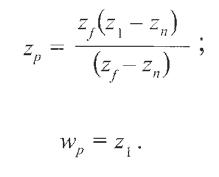 z_p = z_f(z_1 − z_n) / (z_f − z_n) ;
w_p = z_1 .